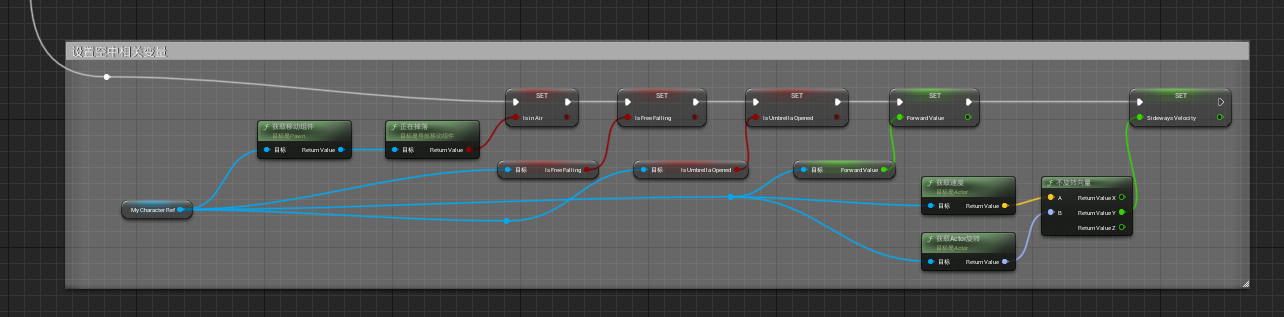 设置空中相关变量
SET
Is in Air
SET
Is Free Falling
SET
Is Umbrella Opened
SET
Forward Value
SET
Sideways Velocity
获取移动组件
目标是Pawn
目标
Return Value
正在掉落
目标是导航移动组件
目标
Return Value
目标
Is Free Falling
目标
Is Umbrella Opened
目标
Forward Value
My Character Ref
获取速度
目标是Actor
目标
Return Value
获取Actor旋转
目标是Actor
目标
Return Value
不旋转向量
A
Return Value X
B
Return Value Y
Return Value Z